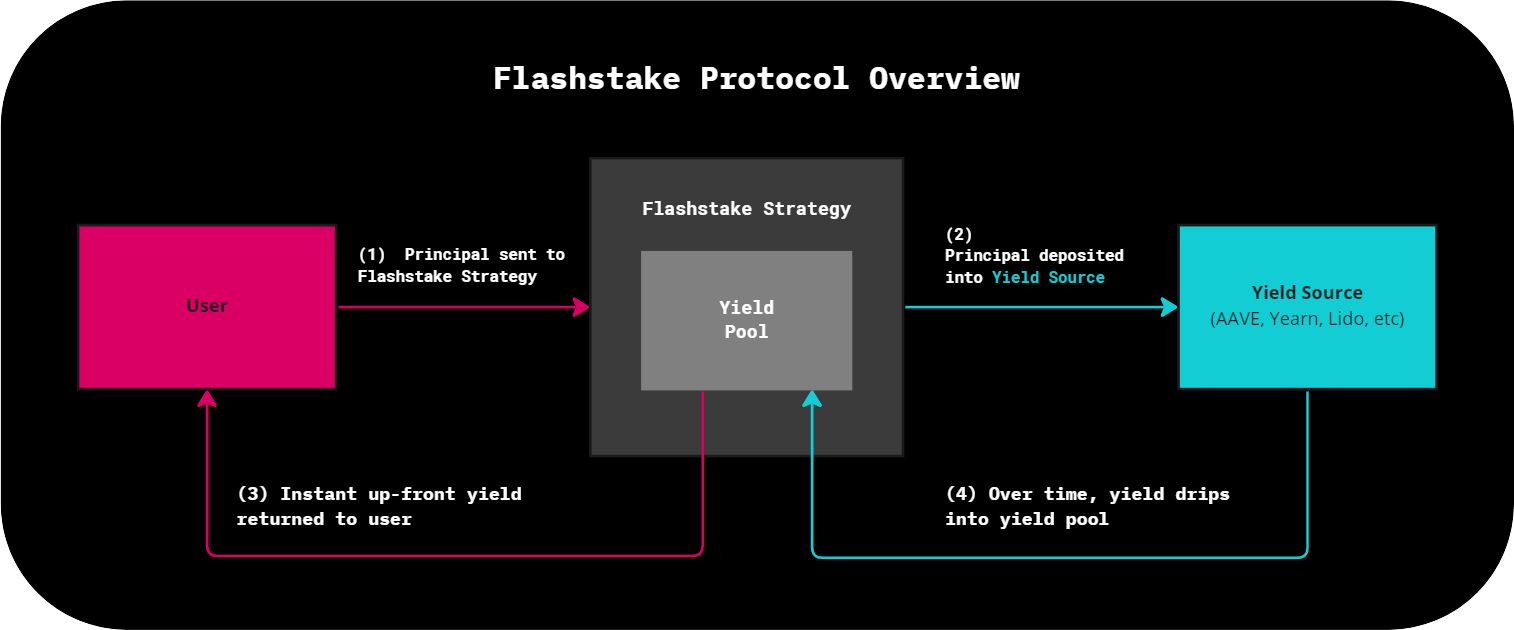 Flashstake Protocol Overview
Flashstake Strategy
(1)  Principal sent to
Flashstake Strategy
(2)
Principal deposited
into Yield Source
User
Yield
Pool
Yield Source
(AAVE, Yearn, Lido, etc)
(3) Instant up-front yield
returned to user
(4) Over time, yield drips
into yield pool